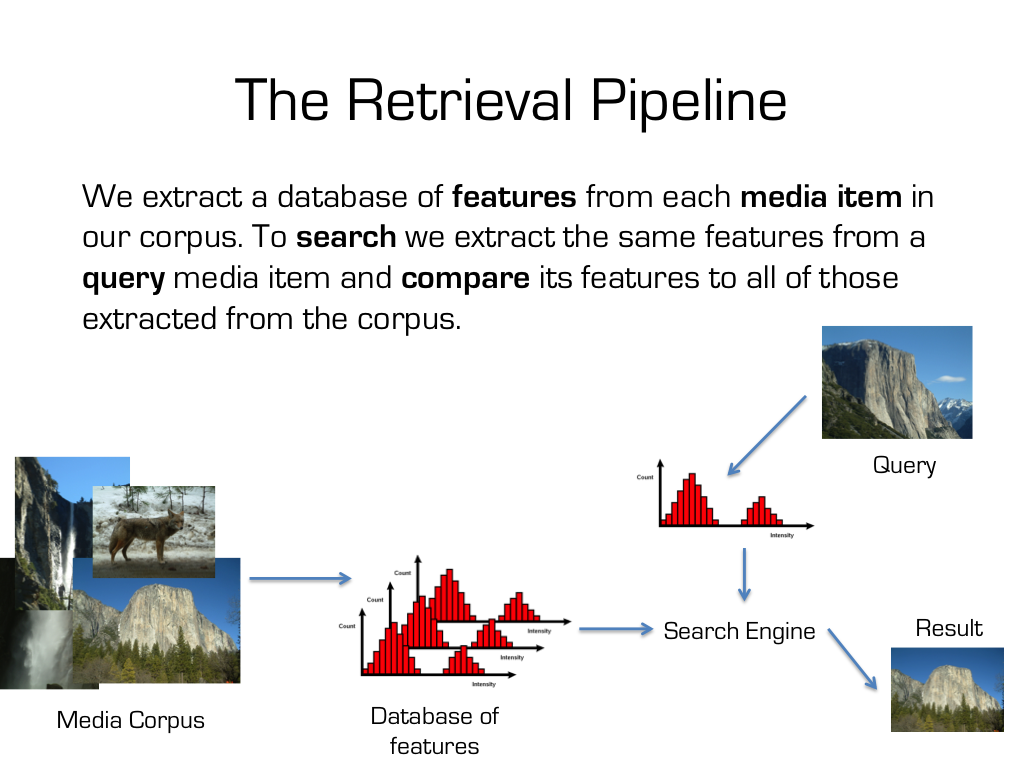 The Retrieval Pipeline
We extract a database of features from each media item in
our corpus. To search we extract the same features from a
query media item and compare its features to all of those
extracted from the corpus.
Query
Count
Intensity
Count
Intensity
Count
Intensity
Count
Intensity
Search Engine
Result
Media Corpus
Database of
features